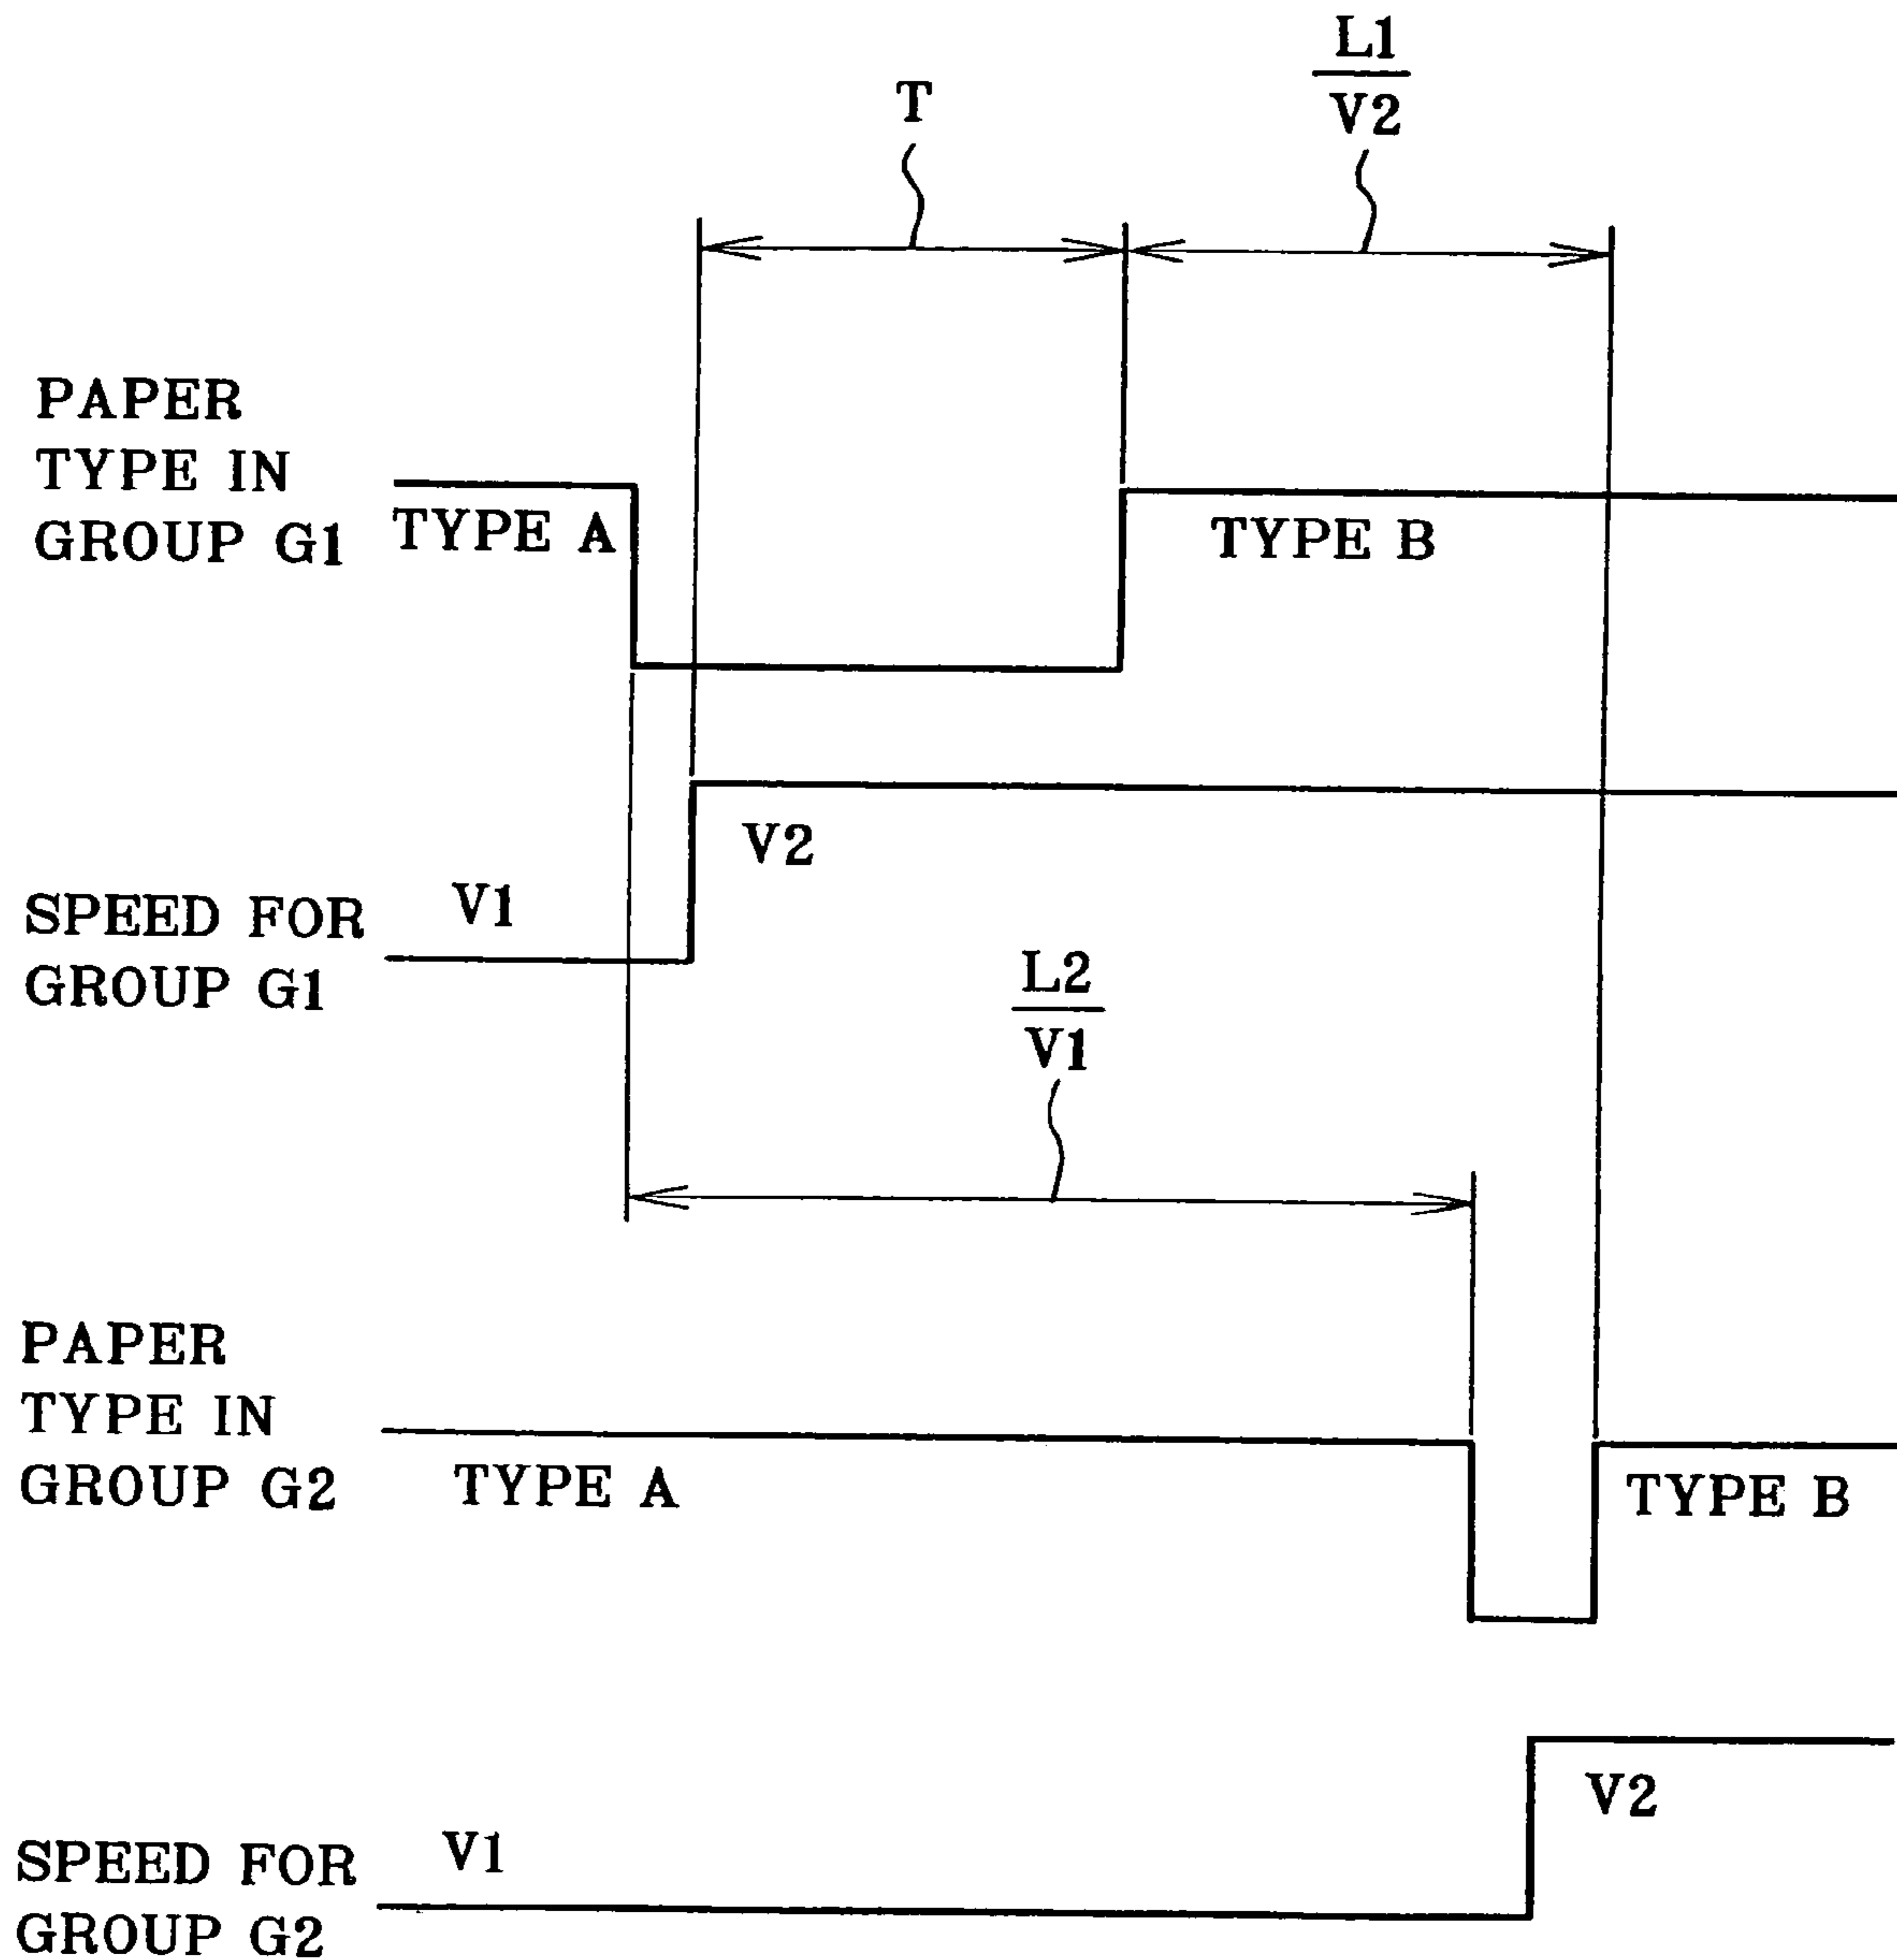 L1
V2
T
PAPER
TYPE IN
GROUP G1
TYPE A
TYPE B
V2
SPEED FOR
GROUP G1
V1
L2
V1
PAPER
TYPE IN
GROUP G2
TYPE A
TYPE B
V2
SPEED FOR
GROUP G2
V1